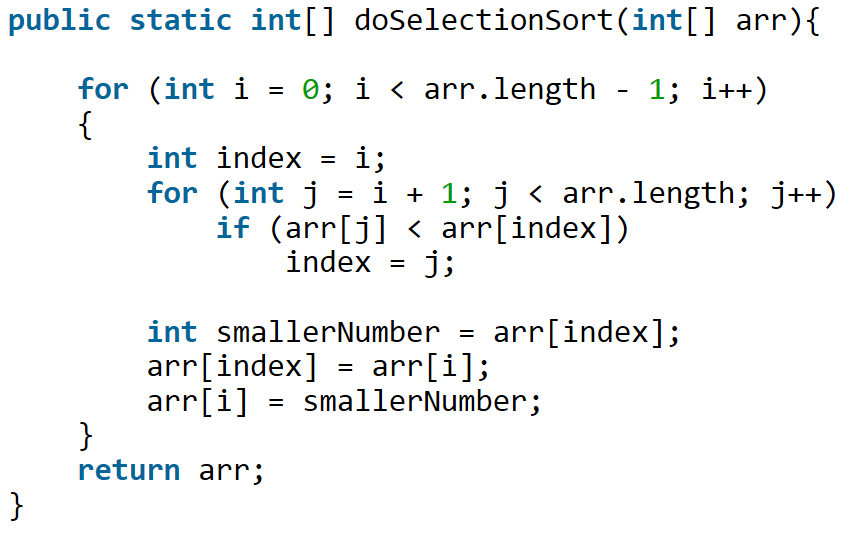 public static int[] doSelectionSort(int[] arr){
for (int i = 0; i < arr.length - 1; i++)
{
int index = i;
for (int j = i + 1; j < arr.length; j++)
if (arr[j] < arr[index])
index = j;
int smallerNumber = arr[index];
arr[index] = arr[i];
arr[i] = smallerNumber;
}
return arr;
}